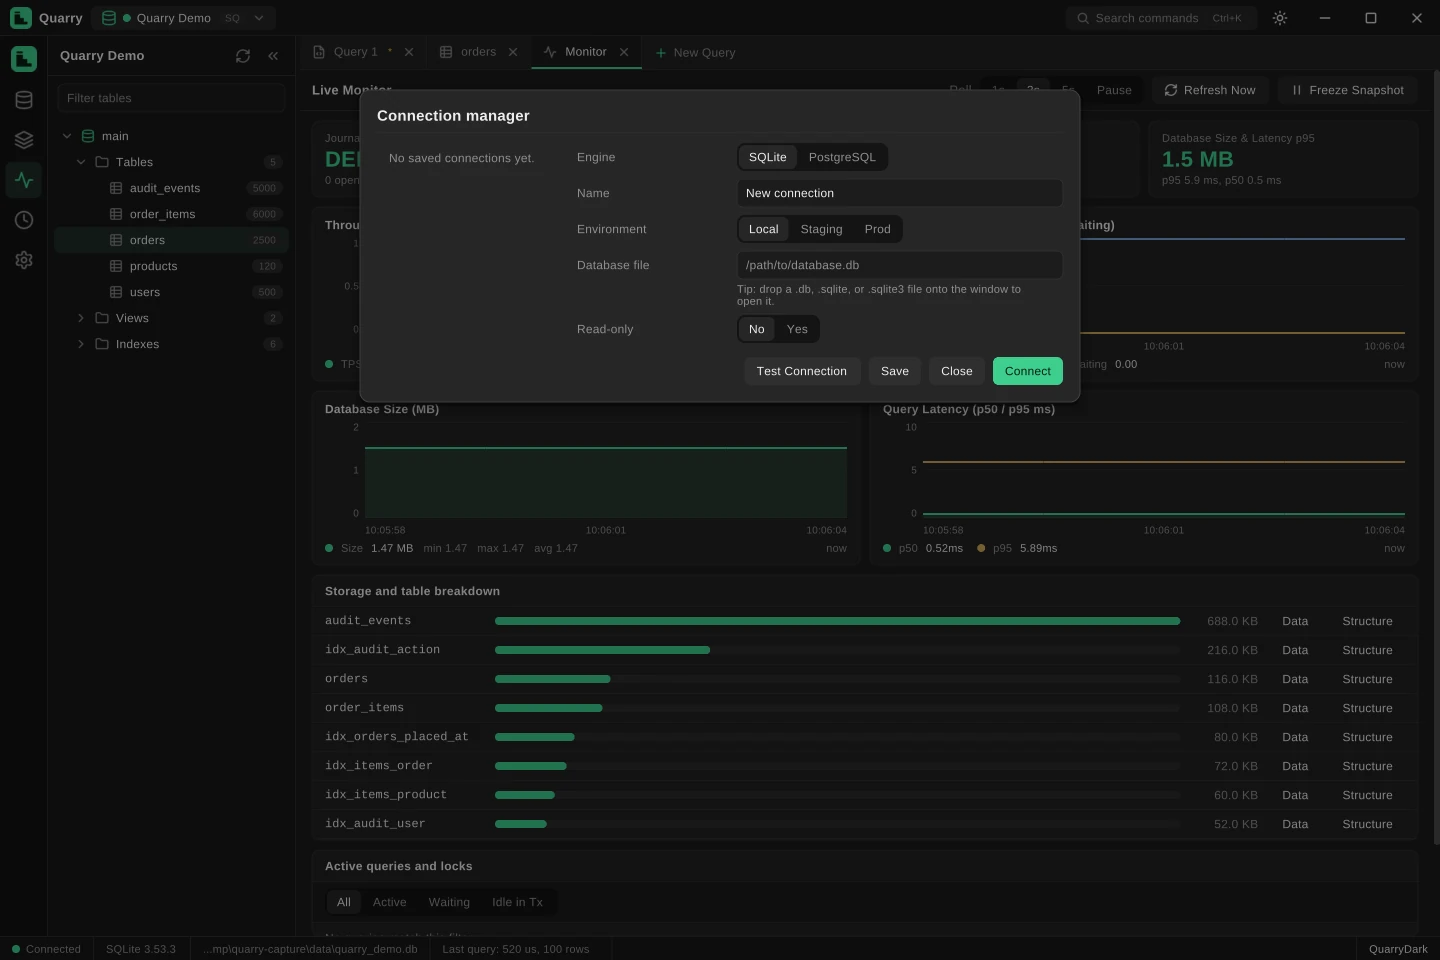 Quarry
Quarry Demo SQ
Search commands Ctrl+K
Quarry Demo
Query 1 *
orders
Monitor
New Query
Filter tables
main
Tables 5
audit_events 5000
order_items 6000
orders 2500
products 120
users 500
Views 2
Indexes 6
Live Monitor
Pause
Refresh Now
Freeze Snapshot
0 open
Database Size & Latency p95
1.5 MB
p95 5.9 ms, p50 0.5 ms
Connection manager
No saved connections yet.
Engine SQLite PostgreSQL
Name New connection
Environment Local Staging Prod
Database file /path/to/database.db
Tip: drop a .db, .sqlite, or .sqlite3 file onto the window to
open it.
Read-only No Yes
Test Connection Save Close Connect
1
0.5
0
TPS
10:06:01 10:06:04
0.00 now
Database Size (MB)
2
1
0
10:05:58 10:06:01 10:06:04
Size 1.47 MB min 1.47 max 1.47 avg 1.47 now
Query Latency (p50 / p95 ms)
10
5
0
10:05:58 10:06:01 10:06:04
p50 0.52ms p95 5.89ms now
Storage and table breakdown
audit_events 688.0 KB Data Structure
idx_audit_action 216.0 KB Data Structure
orders 116.0 KB Data Structure
order_items 108.0 KB Data Structure
idx_orders_placed_at 80.0 KB Data Structure
idx_items_order 72.0 KB Data Structure
idx_items_product 60.0 KB Data Structure
idx_audit_user 52.0 KB Data Structure
Active queries and locks
All Active Waiting Idle in Tx
Connected SQLite 3.53.3 ...mp\quarry-capture\data\quarry_demo.db Last query: 520 us, 100 rows QuarryDark